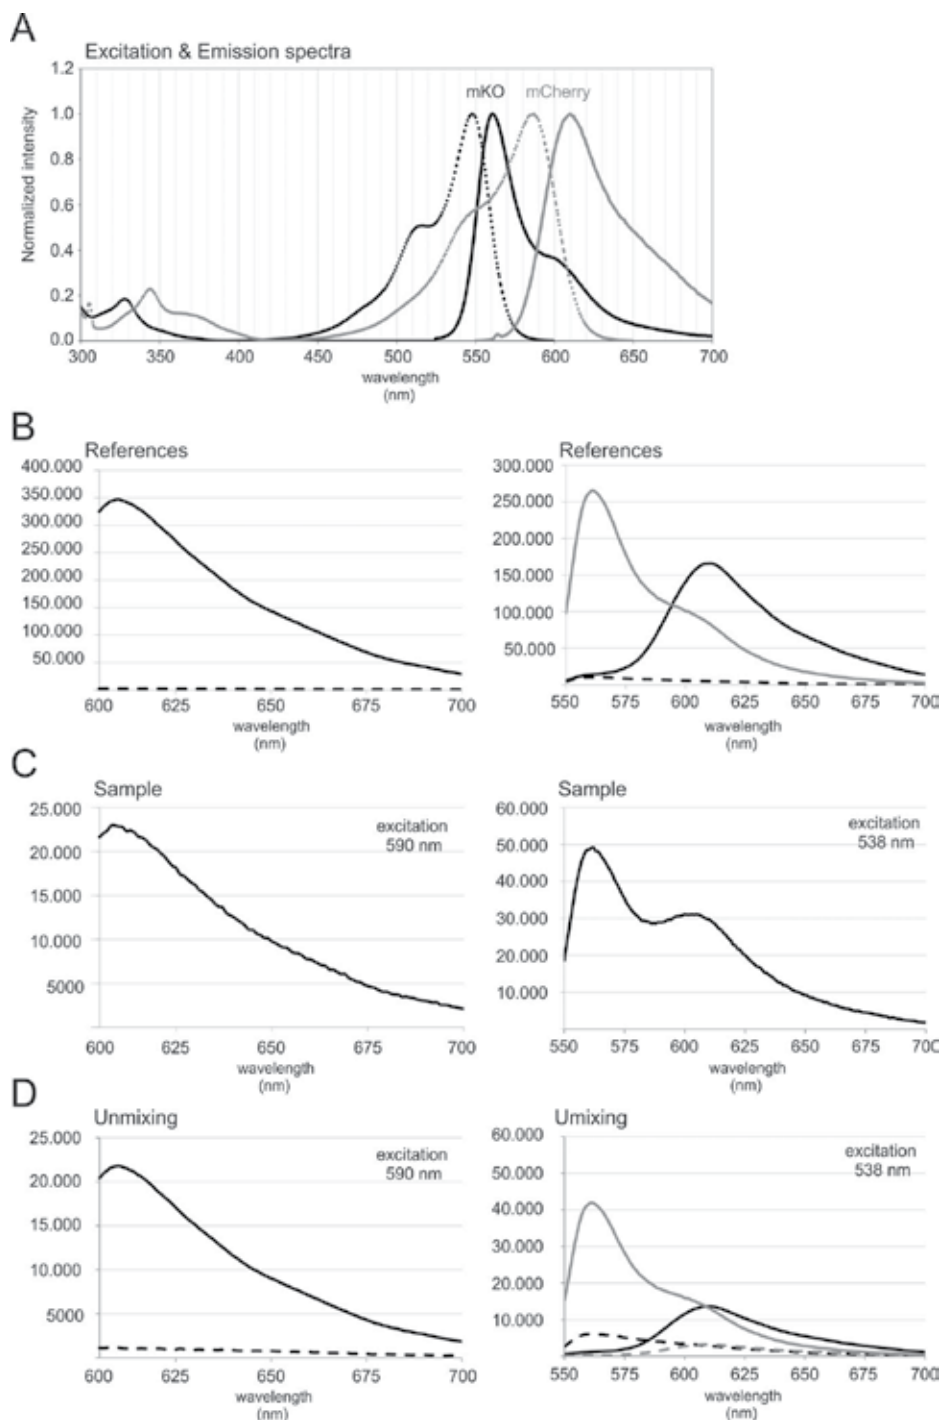 A
Excitation & Emission spectra
mKO mCherry
1.2
1.0
0.8
0.6
0.4
0.2
0.0
Normalized intensity
300 350 400 450 500 550 600 650 700
wavelength
(nm)
B
References
400.000
350.000
300.000
250.000
200.000
150.000
100.000
50.000
600 625 650 675 700
wavelength
(nm)
References
300.000
250.000
200.000
150.000
100.000
50.000
550 575 600 625 650 675 700
wavelength
(nm)
C
Sample
excitation
590 nm
25.000
20.000
15.000
10.000
5000
600 625 650 675 700
wavelength
(nm)
Sample
excitation
538 nm
60.000
50.000
40.000
30.000
20.000
10.000
550 575 600 625 650 675 700
wavelength
(nm)
D
Unmixing
excitation
590 nm
25.000
20.000
15.000
10.000
5000
600 625 650 675 700
wavelength
(nm)
Umixing
excitation
538 nm
60.000
50.000
40.000
30.000
20.000
10.000
550 575 600 625 650 675 700
wavelength
(nm)